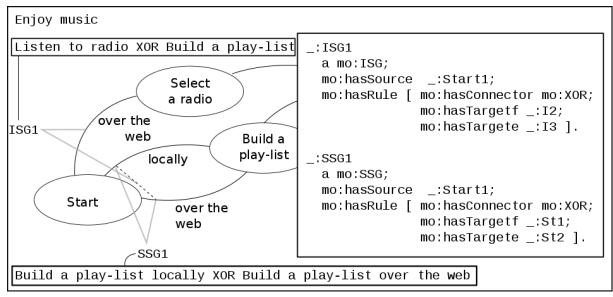 Enjoy music
Listen to radio XOR Build a play-list
Select
a radio
ISG1
over the
web
locally
Build a
play-list
Start
over the
web
SSG1
Build a play-list locally XOR Build a play-list over the web
_:ISG1
a mo:ISG;
mo:hasSource _:Start1;
mo:hasRule [ mo:hasConnector mo:XOR;
mo:hasTargetf _:I2;
mo:hasTargete _:I3 ].
_:SSG1
a mo:SSG;
mo:hasSource _:Start1;
mo:hasRule [ mo:hasConnector mo:XOR;
mo:hasTargetf _:St1;
mo:hasTargete _:St2 ].